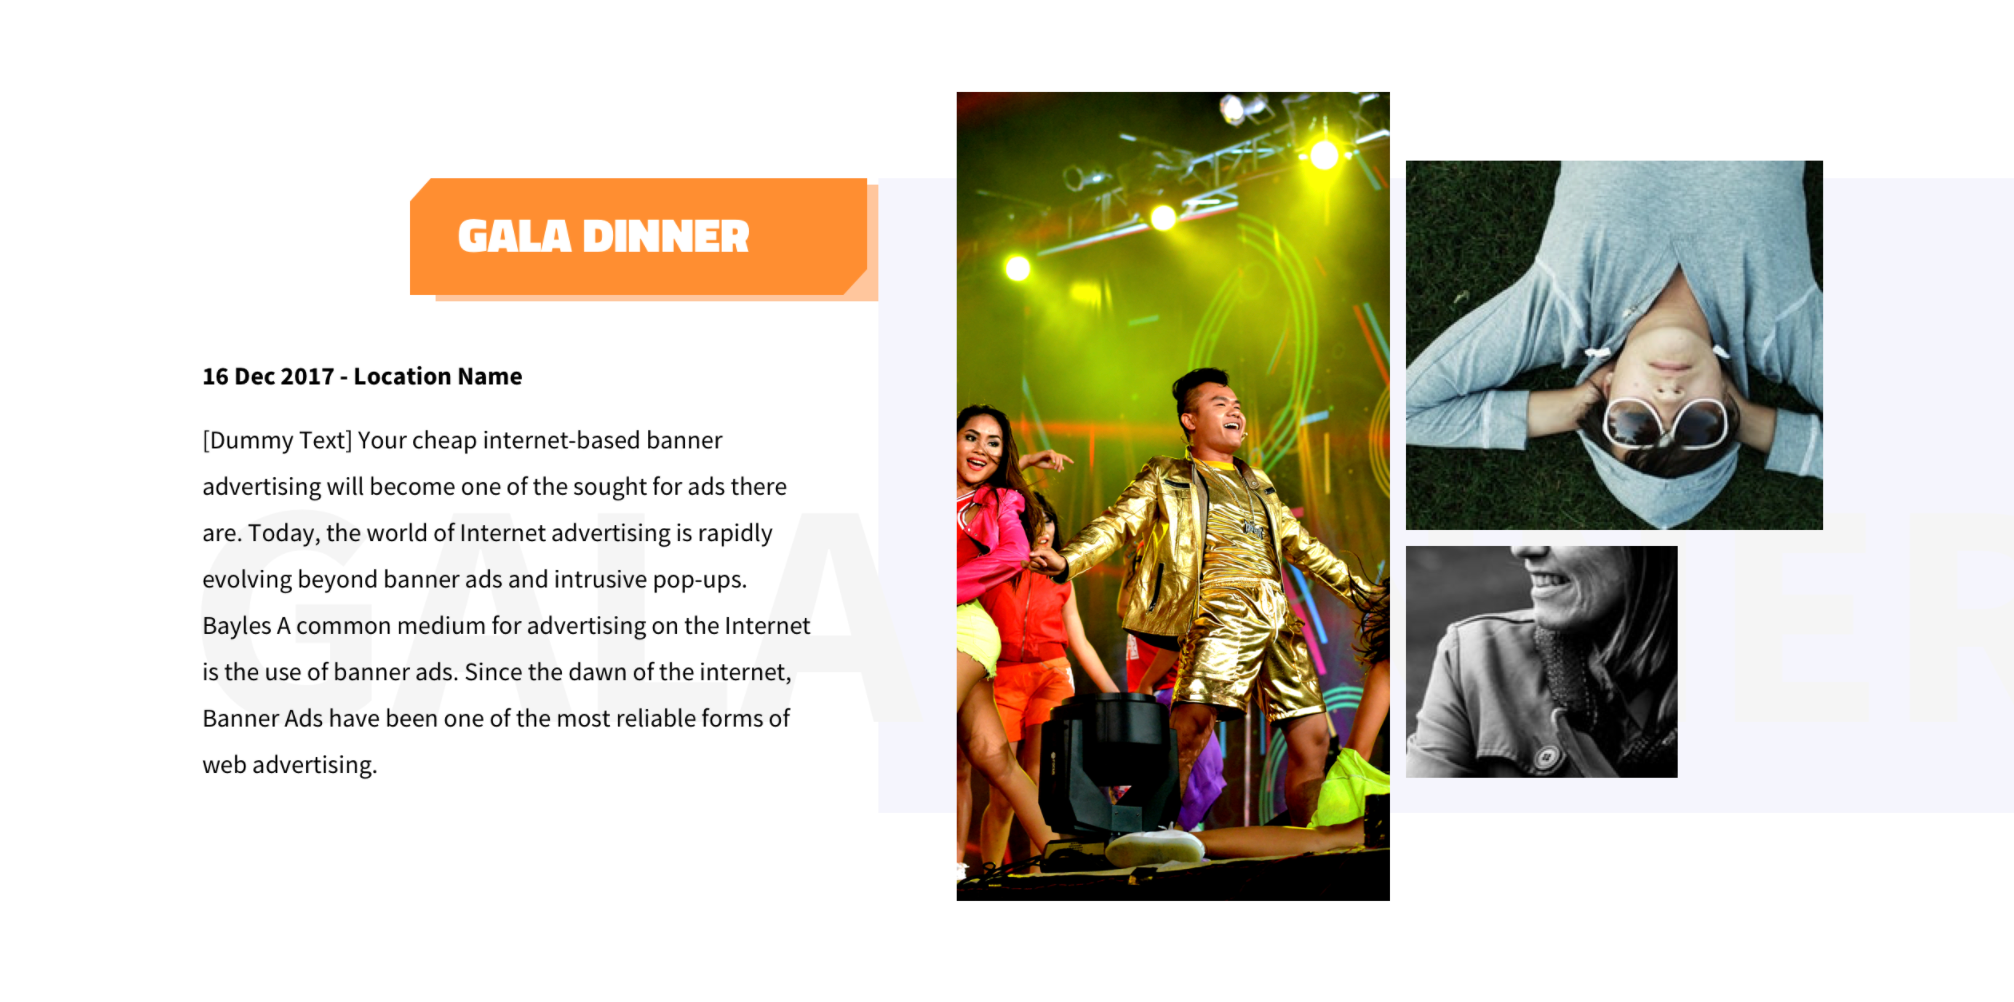 GALA DINNER
16 Dec 2017 - Location Name
[Dummy Text] Your cheap internet-based banner
advertising will become one of the sought for ads there
are. Today, the world of Internet advertising is rapidly
evolving beyond banner ads and intrusive pop-ups.
Bayles A common medium for advertising on the Internet
is the use of banner ads. Since the dawn of the internet,
Banner Ads have been one of the most reliable forms of
web advertising.
GALA
ER